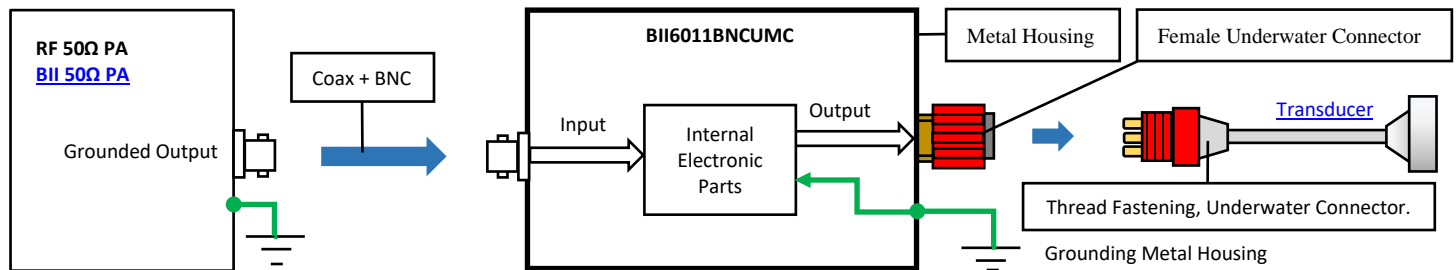 RF 50Ω PA
BII 50Ω PA
Grounded Output
Coax + BNC
BII6011BNCUMC
Input
Internal
Electronic
Parts
Output
Metal Housing
Female Underwater Connector
Transducer
Thread Fastening, Underwater Connector.
Grounding Metal Housing